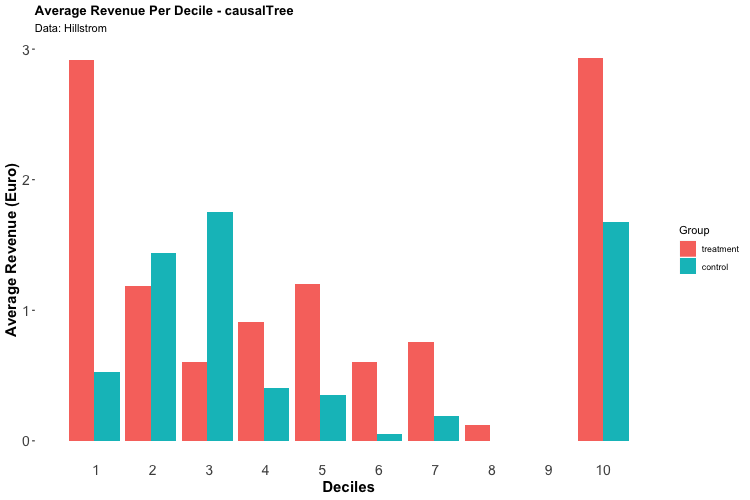 Average Revenue Per Decile - causalTree
Data: Hillstrom
3
2
1
0
Average Revenue (Euro)
1 2 3 4 5 6 7 8 9 10
Deciles
Group
treatment
control